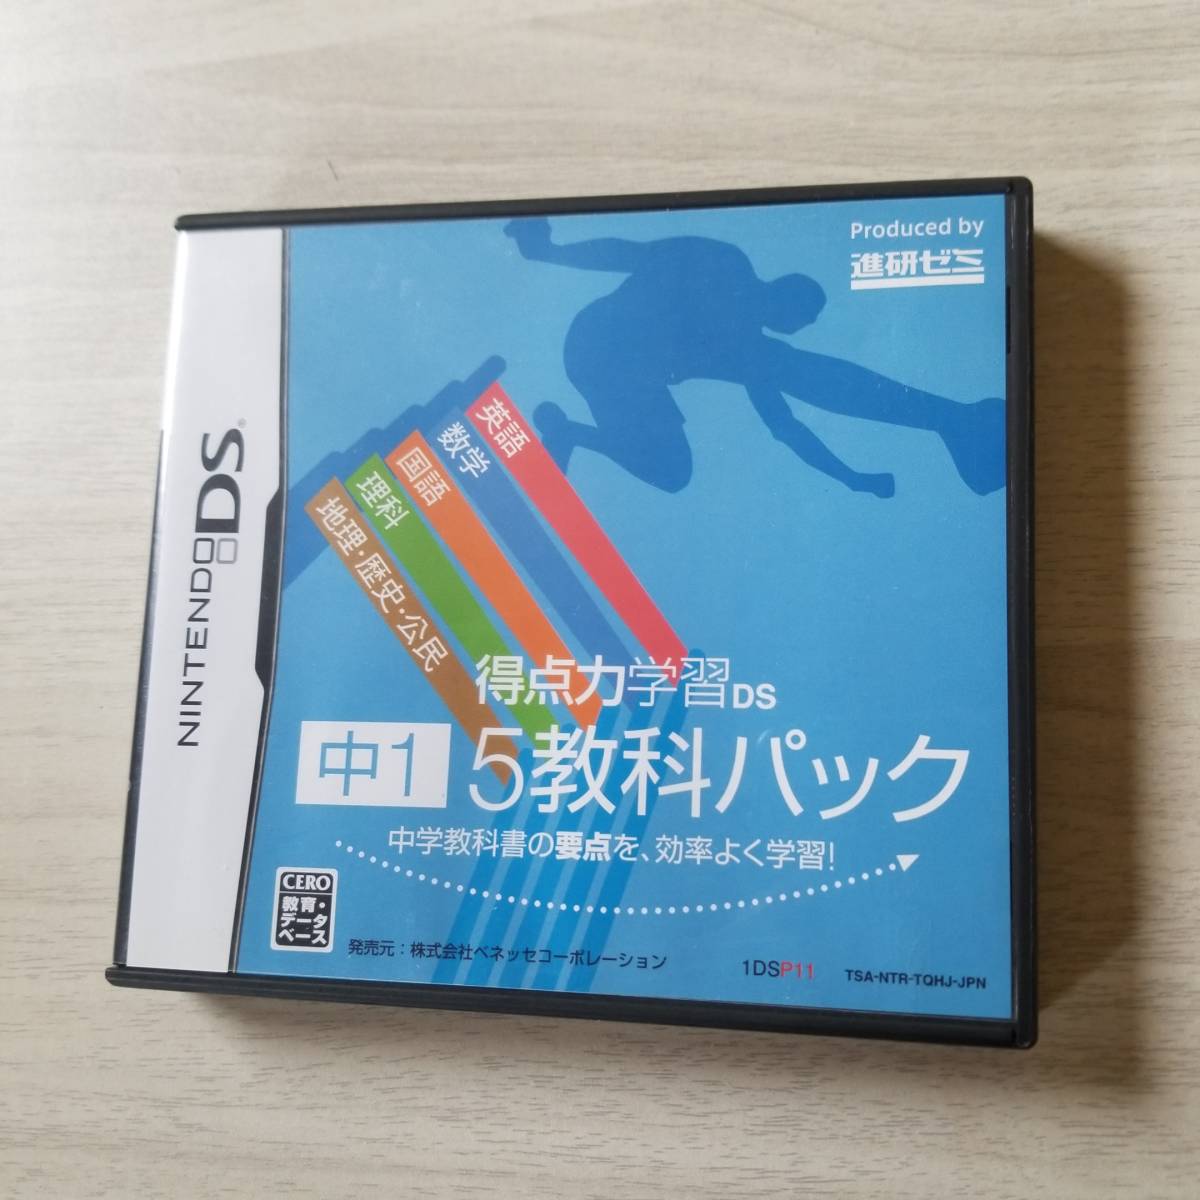 NINTENDO DS®
Produced by
進研ゼミ
英語
数学
国語
理科
地理・歴史・公民
得点力学習DS
中1 5教科パック
中学教科書の要点を、効率よく学習!
CERO
教育・
データ
ベース
発売元:株式会社ベネッセコーポレーション
1DSP11
TSA-NTR-TQHJ-JPN